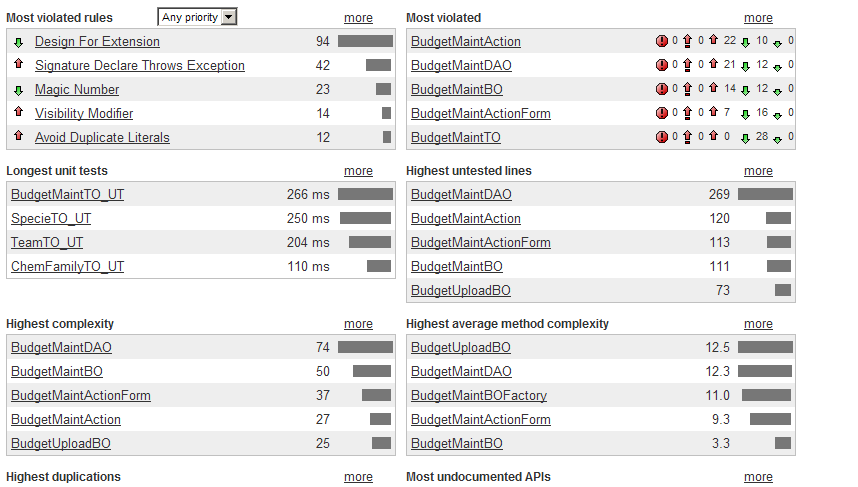 Most violated rules Any priority more
Design For Extension 94
Signature Declare Throws Exception 42
Magic Number 23
Visibility Modifier 14
Avoid Duplicate Literals 12
Most violated more
BudgetMaintAction 0 0 22 10 0
BudgetMaintDAO 0 0 21 12 0
BudgetMaintBO 0 0 14 12 0
BudgetMaintActionForm 0 0 7 16 0
BudgetMaintTO 0 0 0 28 0
Longest unit tests more
BudgetMaintTO_UT 266 ms
SpecieTO_UT 250 ms
TeamTO_UT 204 ms
ChemFamilyTO_UT 110 ms
Highest untested lines more
BudgetMaintDAO 269
BudgetMaintAction 120
BudgetMaintActionForm 113
BudgetMaintBO 111
BudgetUploadBO 73
Highest complexity more
BudgetMaintDAO 74
BudgetMaintBO 50
BudgetMaintActionForm 37
BudgetMaintAction 27
BudgetUploadBO 25
Highest average method complexity more
BudgetUploadBO 12.5
BudgetMaintDAO 12.3
BudgetMaintBOFactory 11.0
BudgetMaintActionForm 9.3
BudgetMaintBO 3.3
Highest duplications more
Most undocumented APIs more